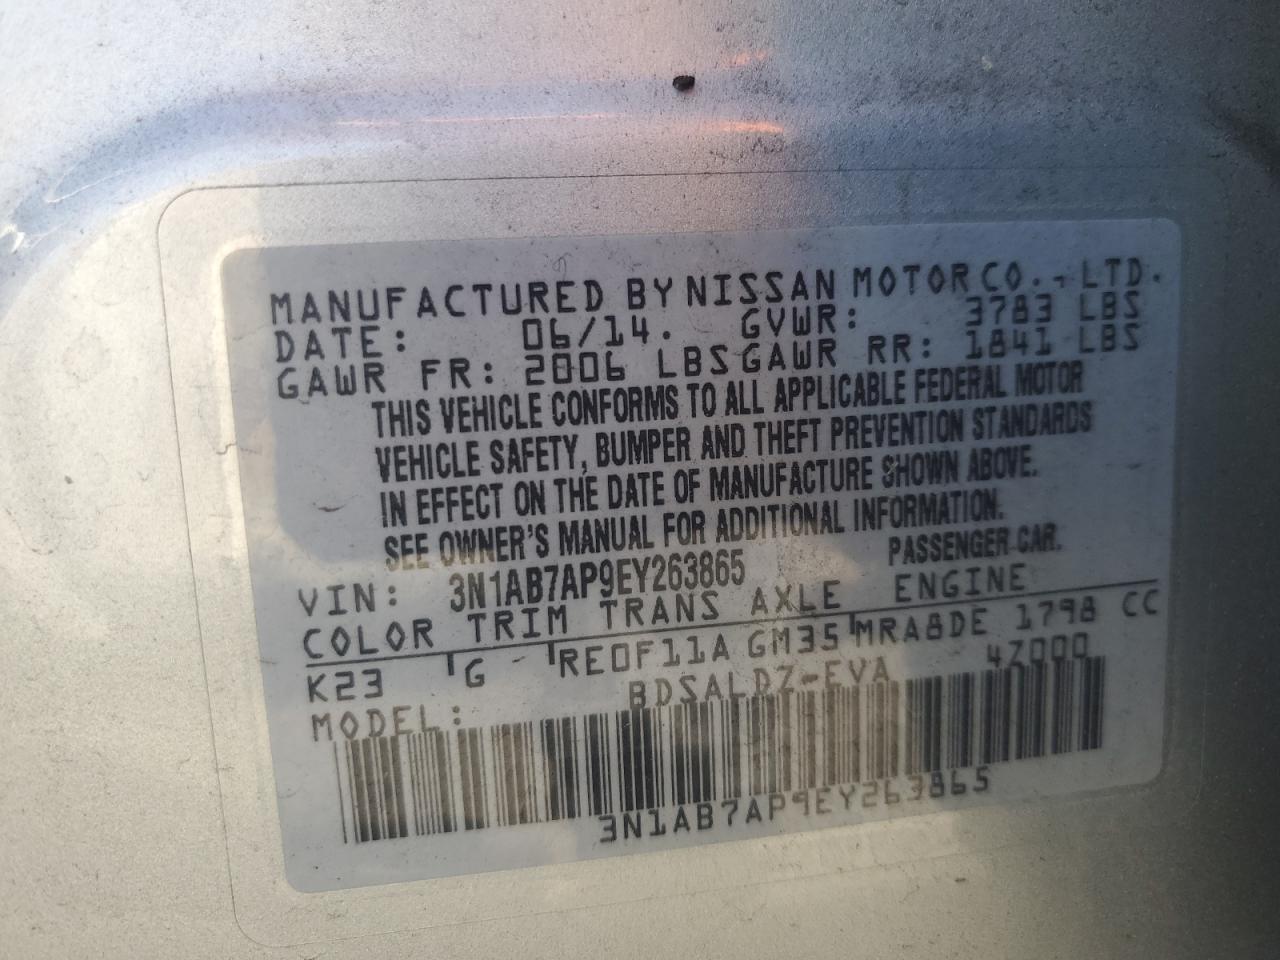 MANUFACTURED BY NISSAN MOTOR CO., LTD.
DATE: 06/14. GVWR: 3783 LBS
GAWR FR: 2006 LBS GAWR RR: 1841 LBS
THIS VEHICLE CONFORMS TO ALL APPLICABLE FEDERAL MOTOR
VEHICLE SAFETY, BUMPER AND THEFT PREVENTION STANDARDS
IN EFFECT ON THE DATE OF MANUFACTURE SHOWN ABOVE.
SEE OWNER'S MANUAL FOR ADDITIONAL INFORMATION.
VIN: 3N1AB7AP9EY263865 PASSENGER CAR.
COLOR TRIM TRANS AXLE ENGINE
K23 G - RE0F11A GM35 MRA8DE 1798 CC
MODEL: BDSALDZ-EVA 4Z000
3N1AB7AP9EY263865